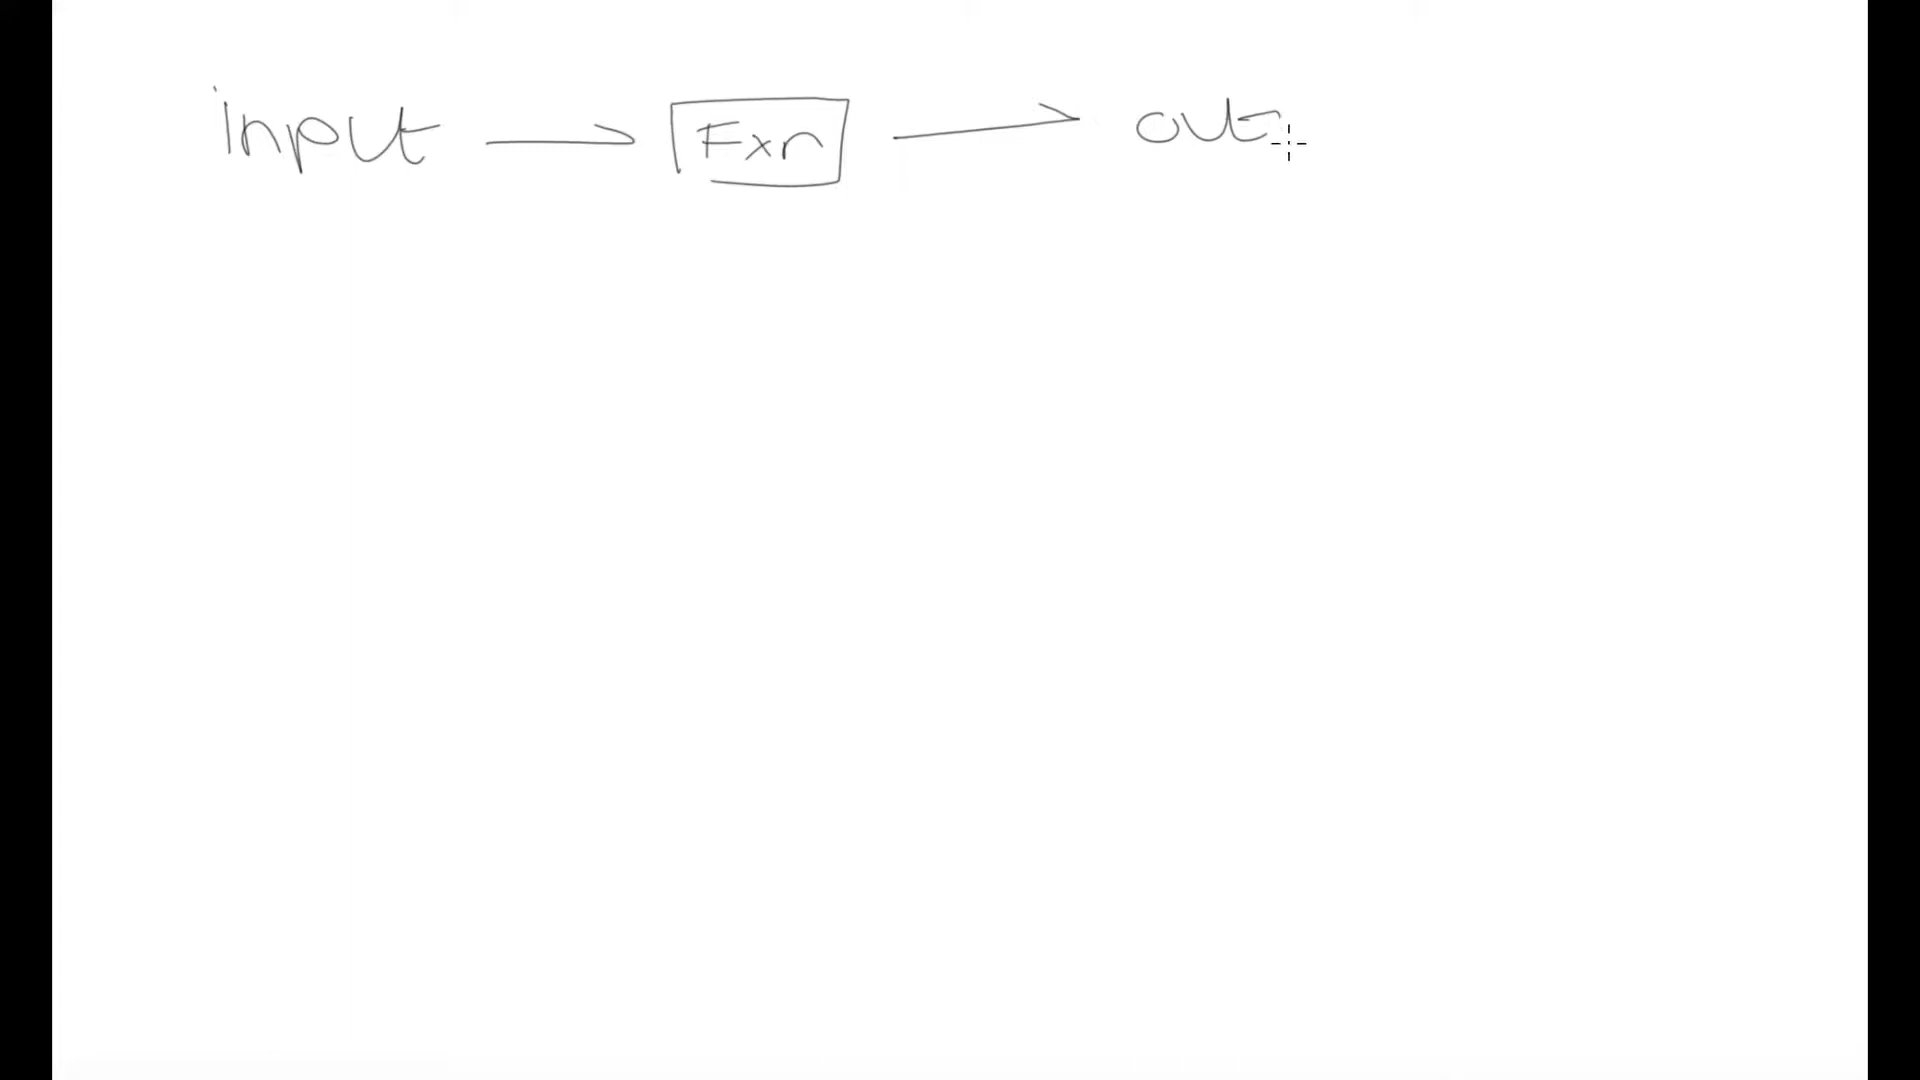 input → Fxn → out